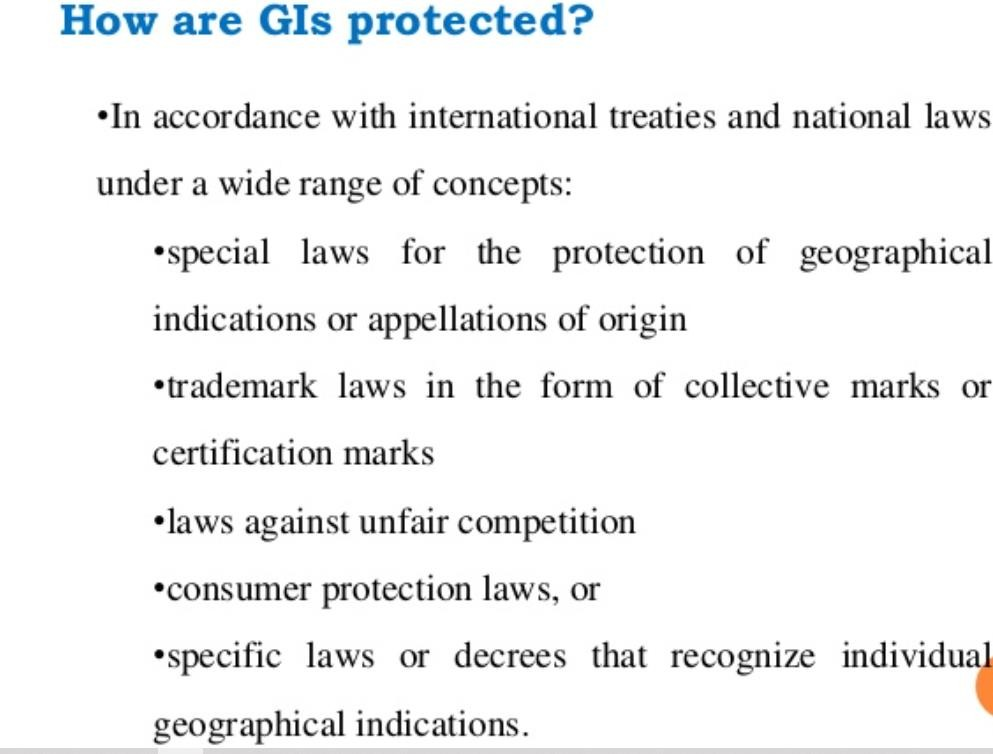 How are GIs protected?
•In accordance with international treaties and national laws
under a wide range of concepts:
•special laws for the protection of geographical
indications or appellations of origin
•trademark laws in the form of collective marks or
certification marks
•laws against unfair competition
•consumer protection laws, or
•specific laws or decrees that recognize individual
geographical indications.